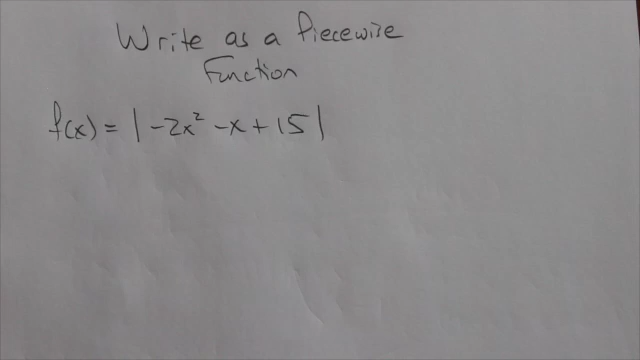 Write as a Piecewise
Function
f(x) = | -2x² - x + 15 |